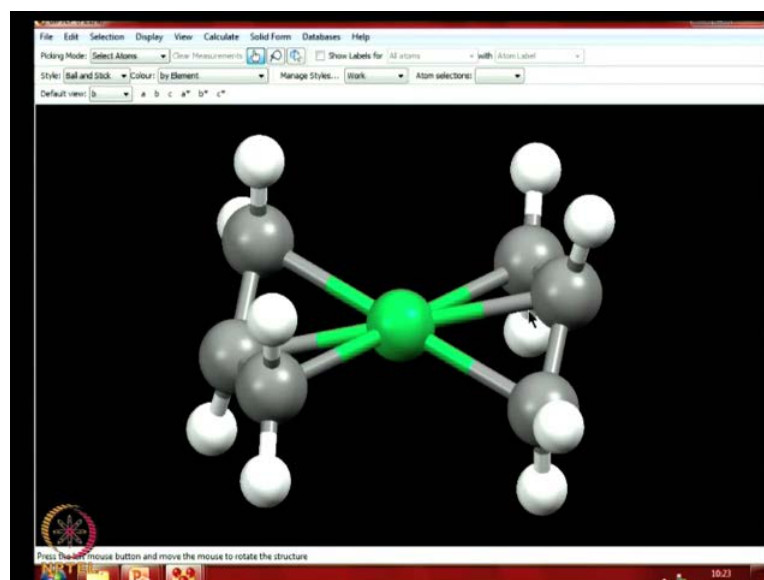 File Edit Selection Display View Calculate Solid Form Databases Help
Picking Mode: Select Atoms Clear Measurements Show Labels for All atoms with Atom Label
Style: Ball and Stick Colour: by Element Manage Styles... Work Atom selections:
Default view: b a b c a* b* c*
Press the left mouse button and move the mouse to rotate the structure
NPTEL
10:23